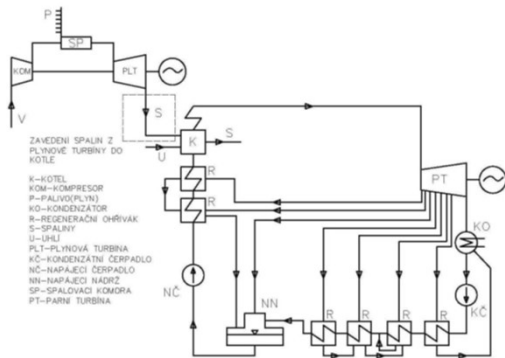 P
SP
KOM
PLT
V
S
ZAVEDENÍ SPALIN Z
PLYNOVÉ TURBÍNY DO
KOTLE
K
S
U
K–KOTEL
KOM–KOMPRESOR
P–PALIVO(PLYN)
KO–KONDENZÁTOR
R–REGENERAČNÍ OHŘÍVÁK
S–SPALINY
U–UHLÍ
PLT–PLYNOVÁ TURBÍNA
KČ–KONDENZÁTNÍ ČERPADLO
NČ–NAPÁJECÍ ČERPADLO
NN–NAPÁJECÍ NÁDRŽ
SP–SPALOVACÍ KOMORA
PT–PARNÍ TURBÍNA
R
R
PT
KO
NČ
KČ
NN
R
R
R
R